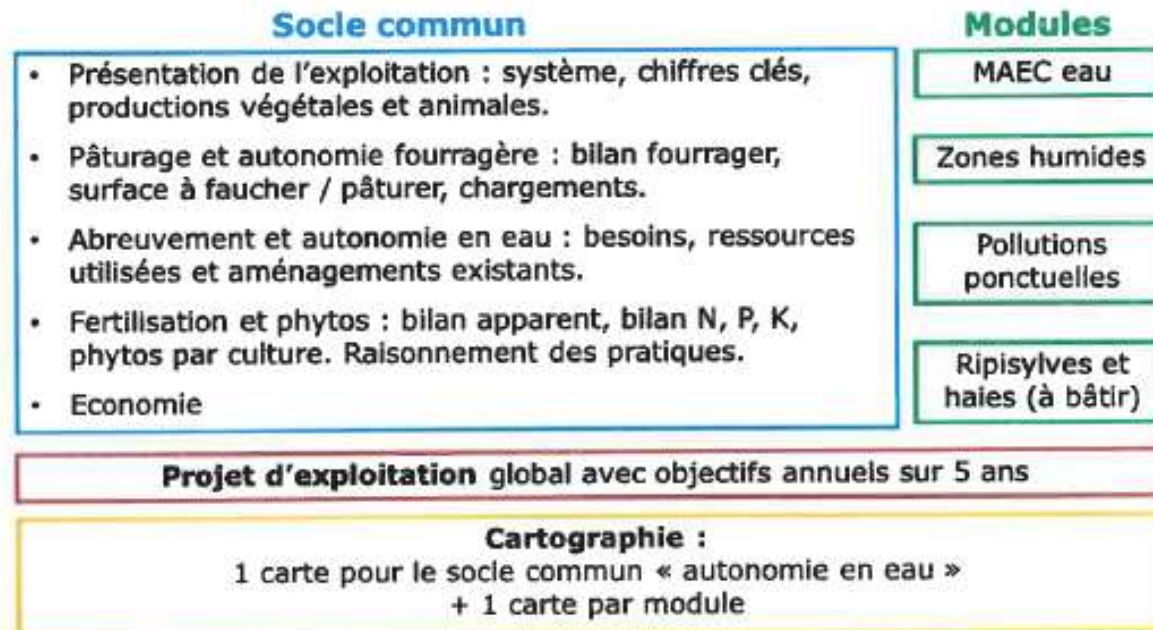 Socle commun
• Présentation de l'exploitation : système, chiffres clés,
productions végétales et animales.
• Pâturage et autonomie fourragère : bilan fourrager,
surface à faucher / pâturer, chargements.
• Abreuvement et autonomie en eau : besoins, ressources
utilisées et aménagements existants.
• Fertilisation et phytos : bilan apparent, bilan N, P, K,
phytos par culture. Raisonnement des pratiques.
• Economie
Modules
MAEC eau
Zones humides
Pollutions
ponctuelles
Ripisylves et
haies (à bâtir)
Projet d'exploitation global avec objectifs annuels sur 5 ans
Cartographie :
1 carte pour le socle commun « autonomie en eau »
+ 1 carte par module